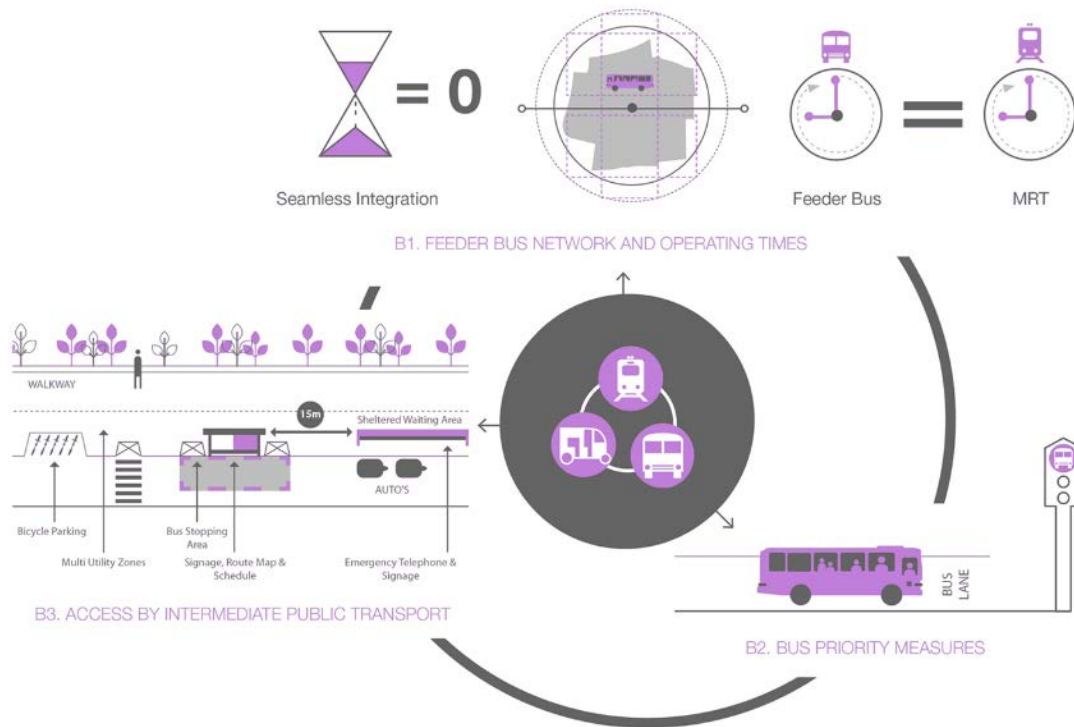 = 0
Seamless Integration
Feeder Bus
=
MRT
B1. FEEDER BUS NETWORK AND OPERATING TIMES
WALKWAY
15m
Sheltered Waiting Area
AUTO'S
Bicycle Parking
Multi Utility Zones
Bus Stopping
Area
Signage, Route Map &
Schedule
Emergency Telephone &
Signage
B3. ACCESS BY INTERMEDIATE PUBLIC TRANSPORT
BUS
LANE
B2. BUS PRIORITY MEASURES